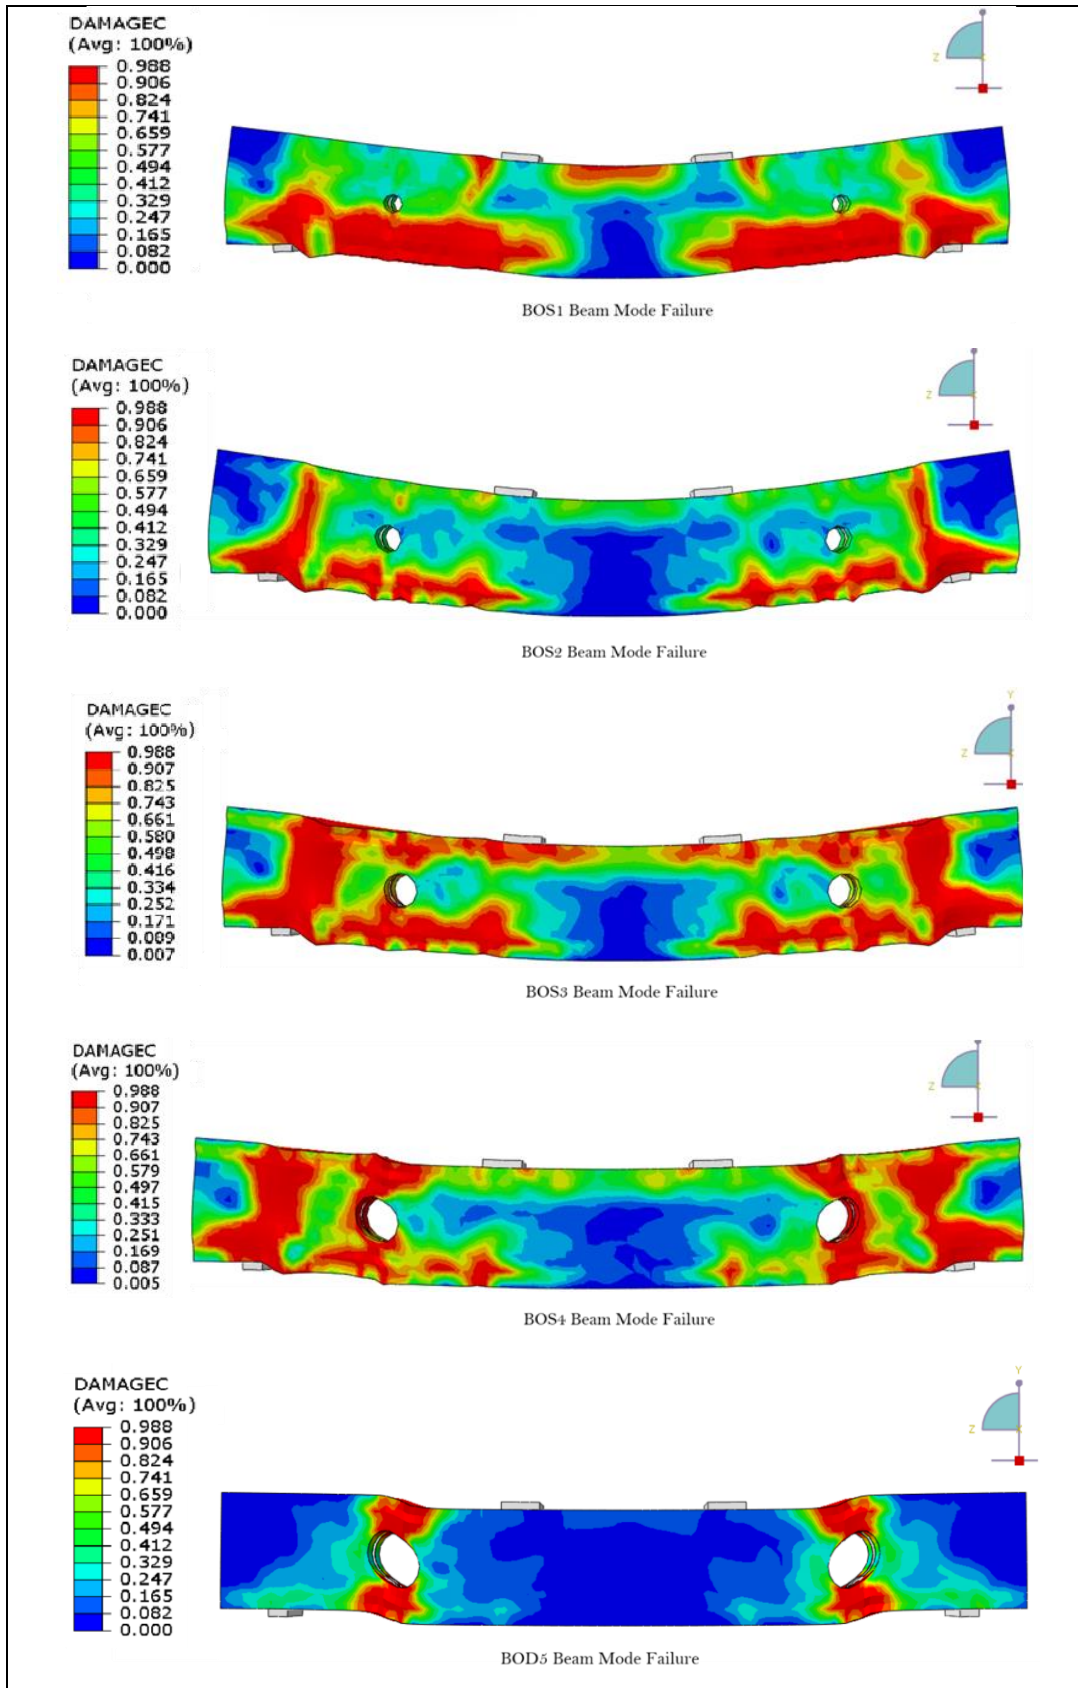 DAMAGEC
(Avg: 100%)
0.988
0.906
0.824
0.741
0.659
0.577
0.494
0.412
0.329
0.247
0.165
0.082
0.000
Z
BOS1 Beam Mode Failure
DAMAGEC
(Avg: 100%)
0.988
0.906
0.824
0.741
0.659
0.577
0.494
0.412
0.329
0.247
0.165
0.082
0.000
Z
BOS2 Beam Mode Failure
DAMAGEC
(Avg: 100%)
0.988
0.907
0.825
0.743
0.661
0.580
0.498
0.416
0.334
0.252
0.171
0.089
0.007
Y
Z
BOS3 Beam Mode Failure
DAMAGEC
(Avg: 100%)
0.988
0.907
0.825
0.743
0.661
0.579
0.497
0.415
0.333
0.251
0.169
0.087
0.005
Z
BOS4 Beam Mode Failure
DAMAGEC
(Avg: 100%)
0.988
0.906
0.824
0.741
0.659
0.577
0.494
0.412
0.329
0.247
0.165
0.082
0.000
Y
Z
BOD5 Beam Mode Failure